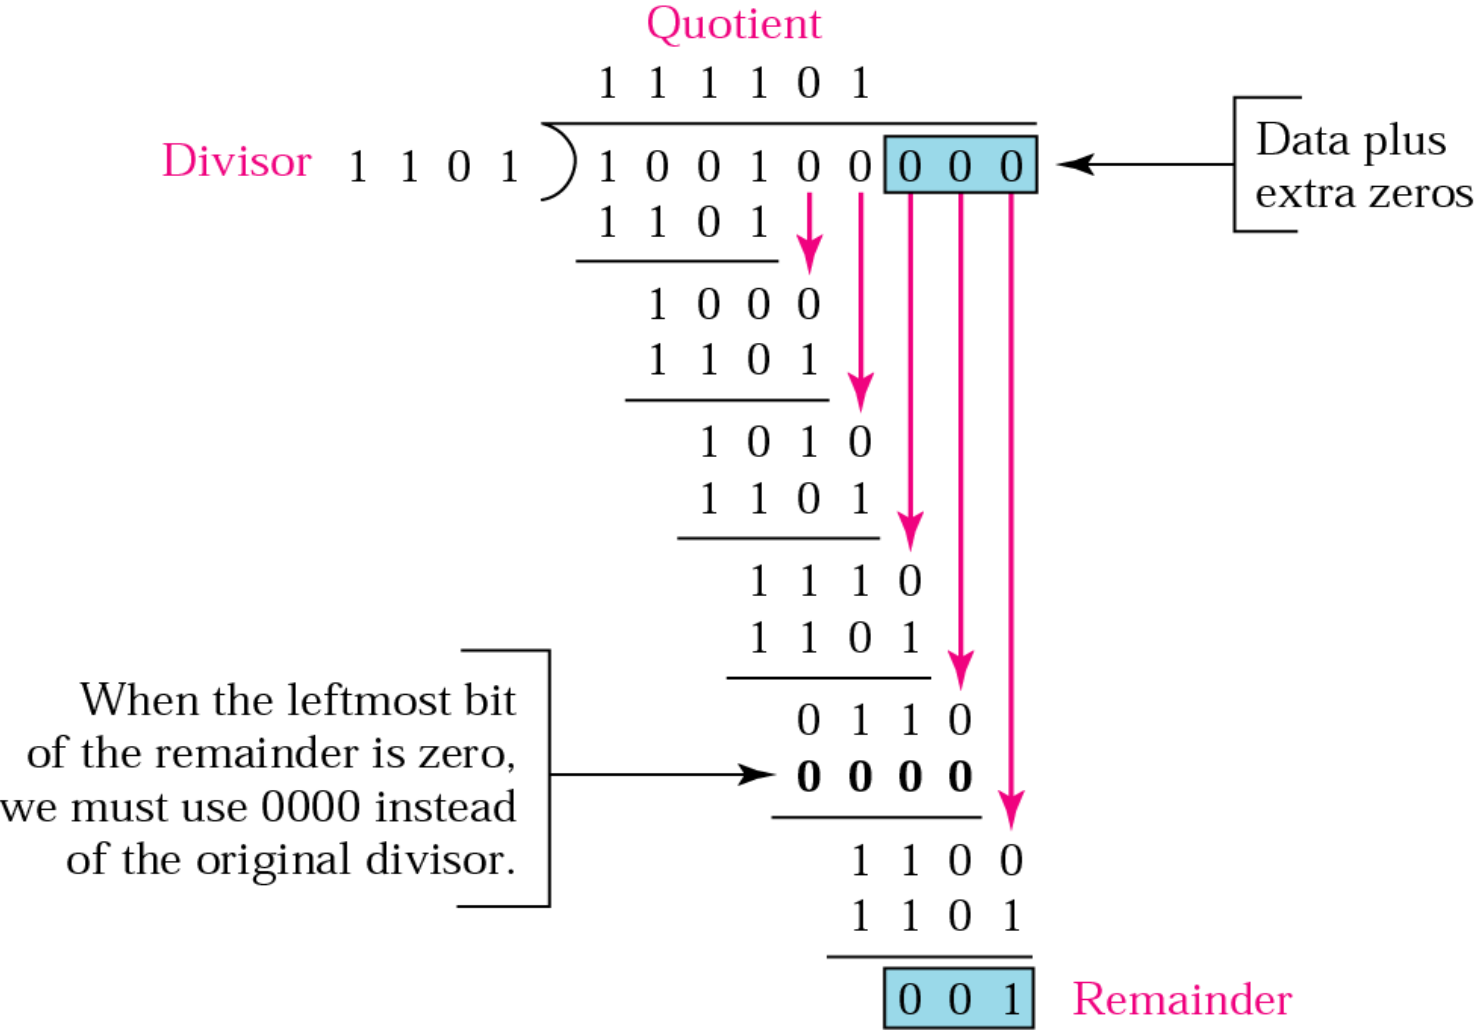 Quotient
1 1 1 1 0 1
Divisor 1 1 0 1 1 0 0 1 0 0 0 0 0
Data plus
extra zeros
1 1 0 1
1 0 0 0
1 1 0 1
1 0 1 0
1 1 0 1
1 1 1 0
1 1 0 1
When the leftmost bit
of the remainder is zero,
we must use 0000 instead
of the original divisor.
0 1 1 0
0 0 0 0
1 1 0 0
1 1 0 1
0 0 1 Remainder